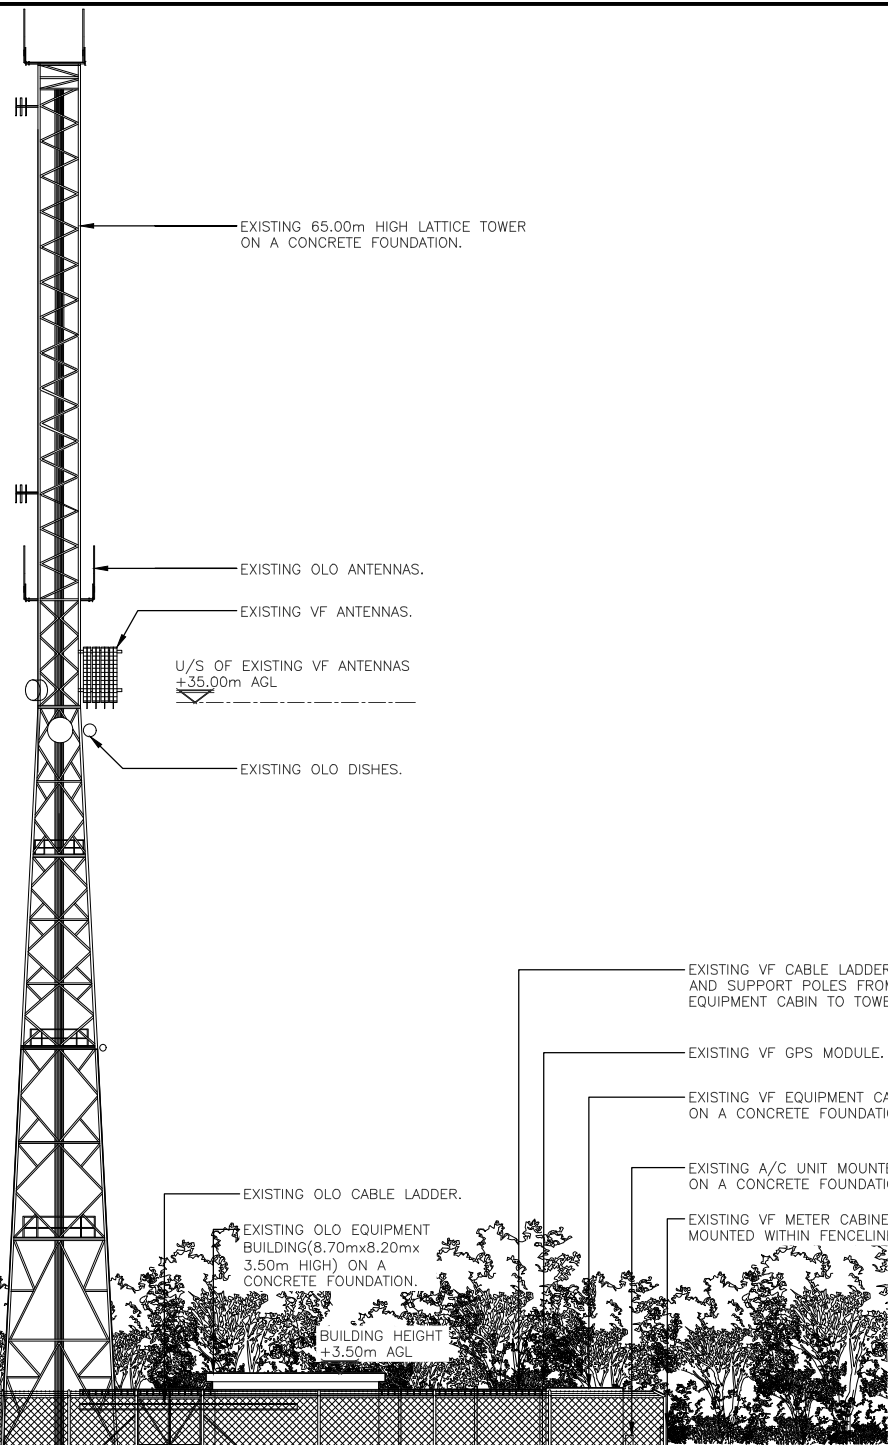 EXISTING 65.00m HIGH LATTICE TOWER
ON A CONCRETE FOUNDATION.
EXISTING OLO ANTENNAS.
EXISTING VF ANTENNAS.
U/S OF EXISTING VF ANTENNAS
+35.00m AGL
EXISTING OLO DISHES.
EXISTING VF CABLE LADDER
AND SUPPORT POLES FROM
EQUIPMENT CABIN TO
EXISTING VF GPS MODULE.
EXISTING VF EQUIPMENT
ON A CONCRETE
EXISTING A/C UNIT
ON A CONCRETE
EXISTING VF METER
MOUNTED WITHIN
EXISTING OLO CABLE LADDER.
EXISTING OLO EQUIPMENT
BUILDING(8.70mx8.20mx
3.50m HIGH) ON A
CONCRETE FOUNDATION.
BUILDING HEIGHT
+3.50m AGL